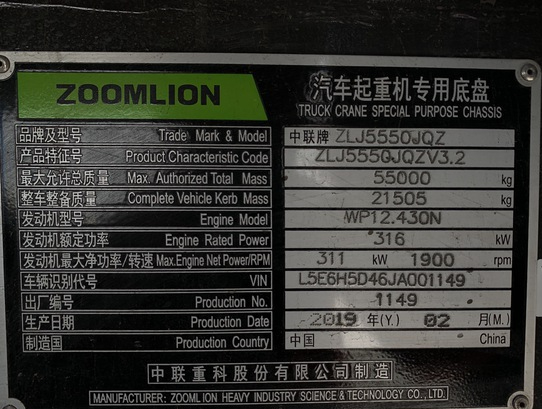 ZOOMLION
汽车起重机专用底盘
TRUCK CRANE SPECIAL PURPOSE CHASSIS
品牌及型号 Trade Mark & Model 中联牌 ZLJ5550JQZ
产品特征号 Product Characteristic Code ZLJ5550JQZV3.2
最大允许总质量 Max. Authorized Total Mass 55000 kg
整车整备质量 Complete Vehicle Kerb Mass 21505 kg
发动机型号 Engine Model WP12.430N
发动机额定功率 Engine Rated Power 316 kW
发动机最大净功率/转速 Max.Engine Net Power/RPM 311 kW 1900 rpm
车辆识别代号 VIN L5E6H5D46JA001149
出厂编号 Production No. 1149
生产日期 Production Date 2019 年(Y.) 02 月(M.)
制造国 Production Country 中国 China
中联重科股份有限公司制造
MANUFACTURER: ZOOMLION HEAVY INDUSTRY SCIENCE & TECHNOLOGY CO., LTD.